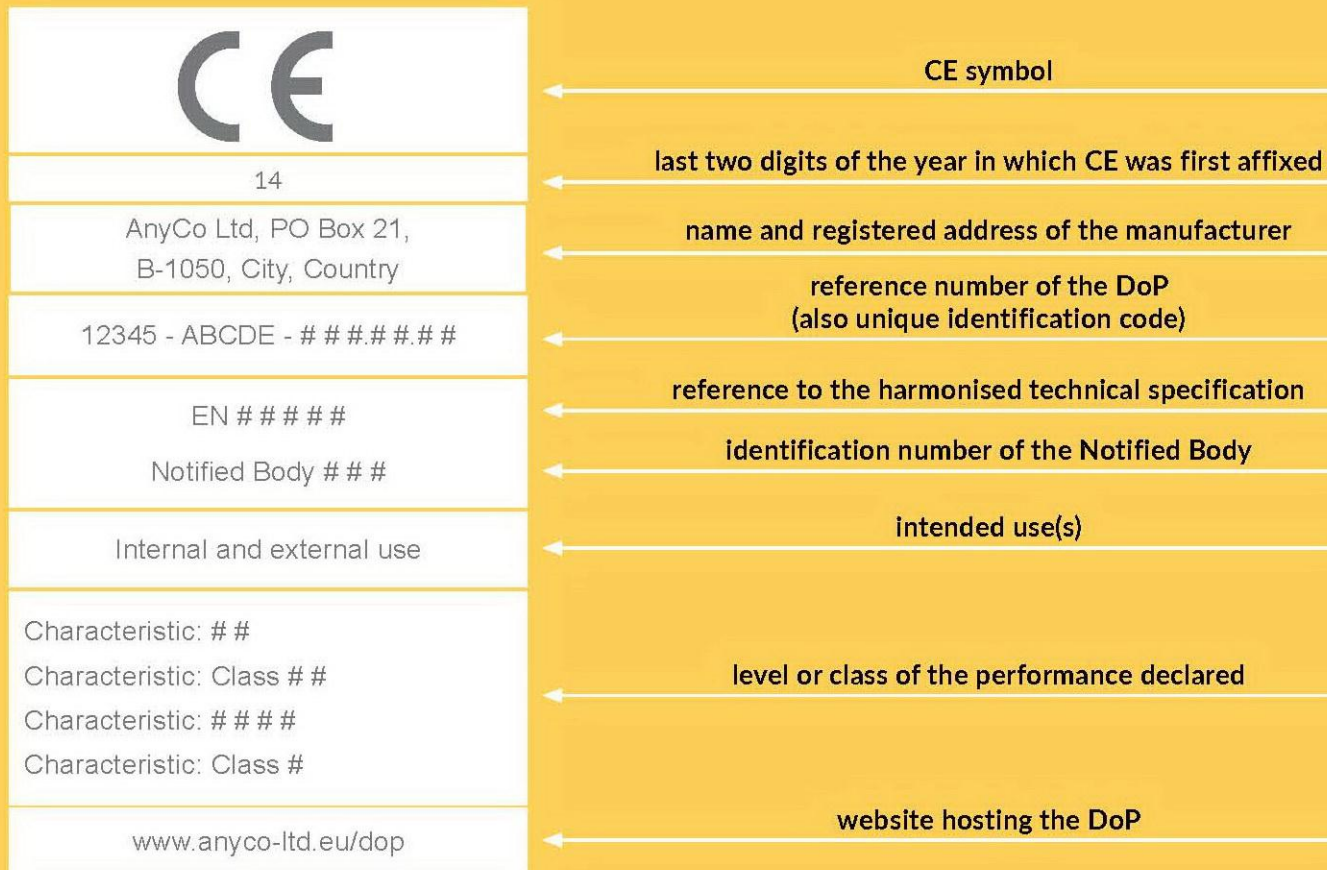 CE
CE symbol
14
last two digits of the year in which CE was first affixed
AnyCo Ltd, PO Box 21,
B-1050, City, Country
name and registered address of the manufacturer
12345 - ABCDE - # # #.# #.# #
reference number of the DoP
(also unique identification code)
EN # # # # #
reference to the harmonised technical specification
Notified Body # # #
identification number of the Notified Body
Internal and external use
intended use(s)
Characteristic: # #
Characteristic: Class # #
Characteristic: # # # #
Characteristic: Class #
level or class of the performance declared
www.anyco-ltd.eu/dop
website hosting the DoP